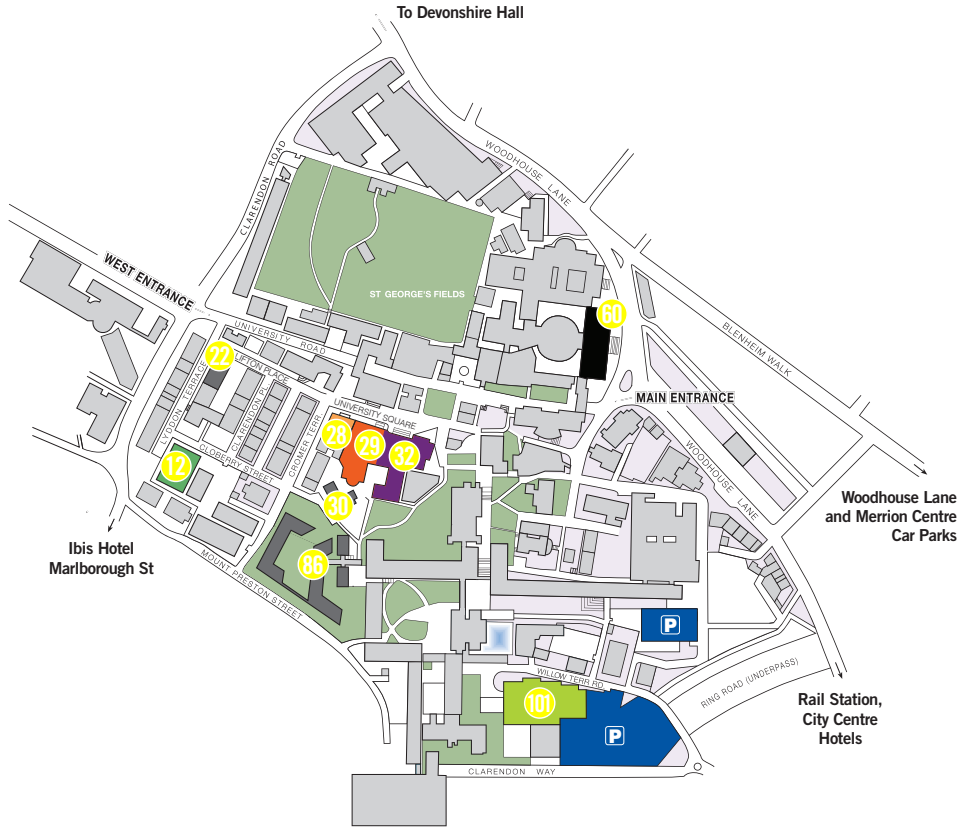 To Devonshire Hall
WOODHOUSE LANE
CLARENDON ROAD
WEST ENTRANCE
ST GEORGE'S FIELDS
60
BLENHEIM WALK
UNIVERSITY ROAD
22
LIFTON PLACE
MAIN ENTRANCE
LYDDON TERRACE
CLARENDON PL
UNIVERSITY SQUARE
CROMER TERR
28
29
32
CLOBERRY STREET
12
WOODHOUSE LANE
30
Woodhouse Lane
and Merrion Centre
Car Parks
Ibis Hotel
Marlborough St
86
MOUNT PRESTON STREET
P
RING ROAD (UNDERPASS)
WILLOW TERR RD
101
Rail Station,
City Centre
Hotels
P
CLARENDON WAY